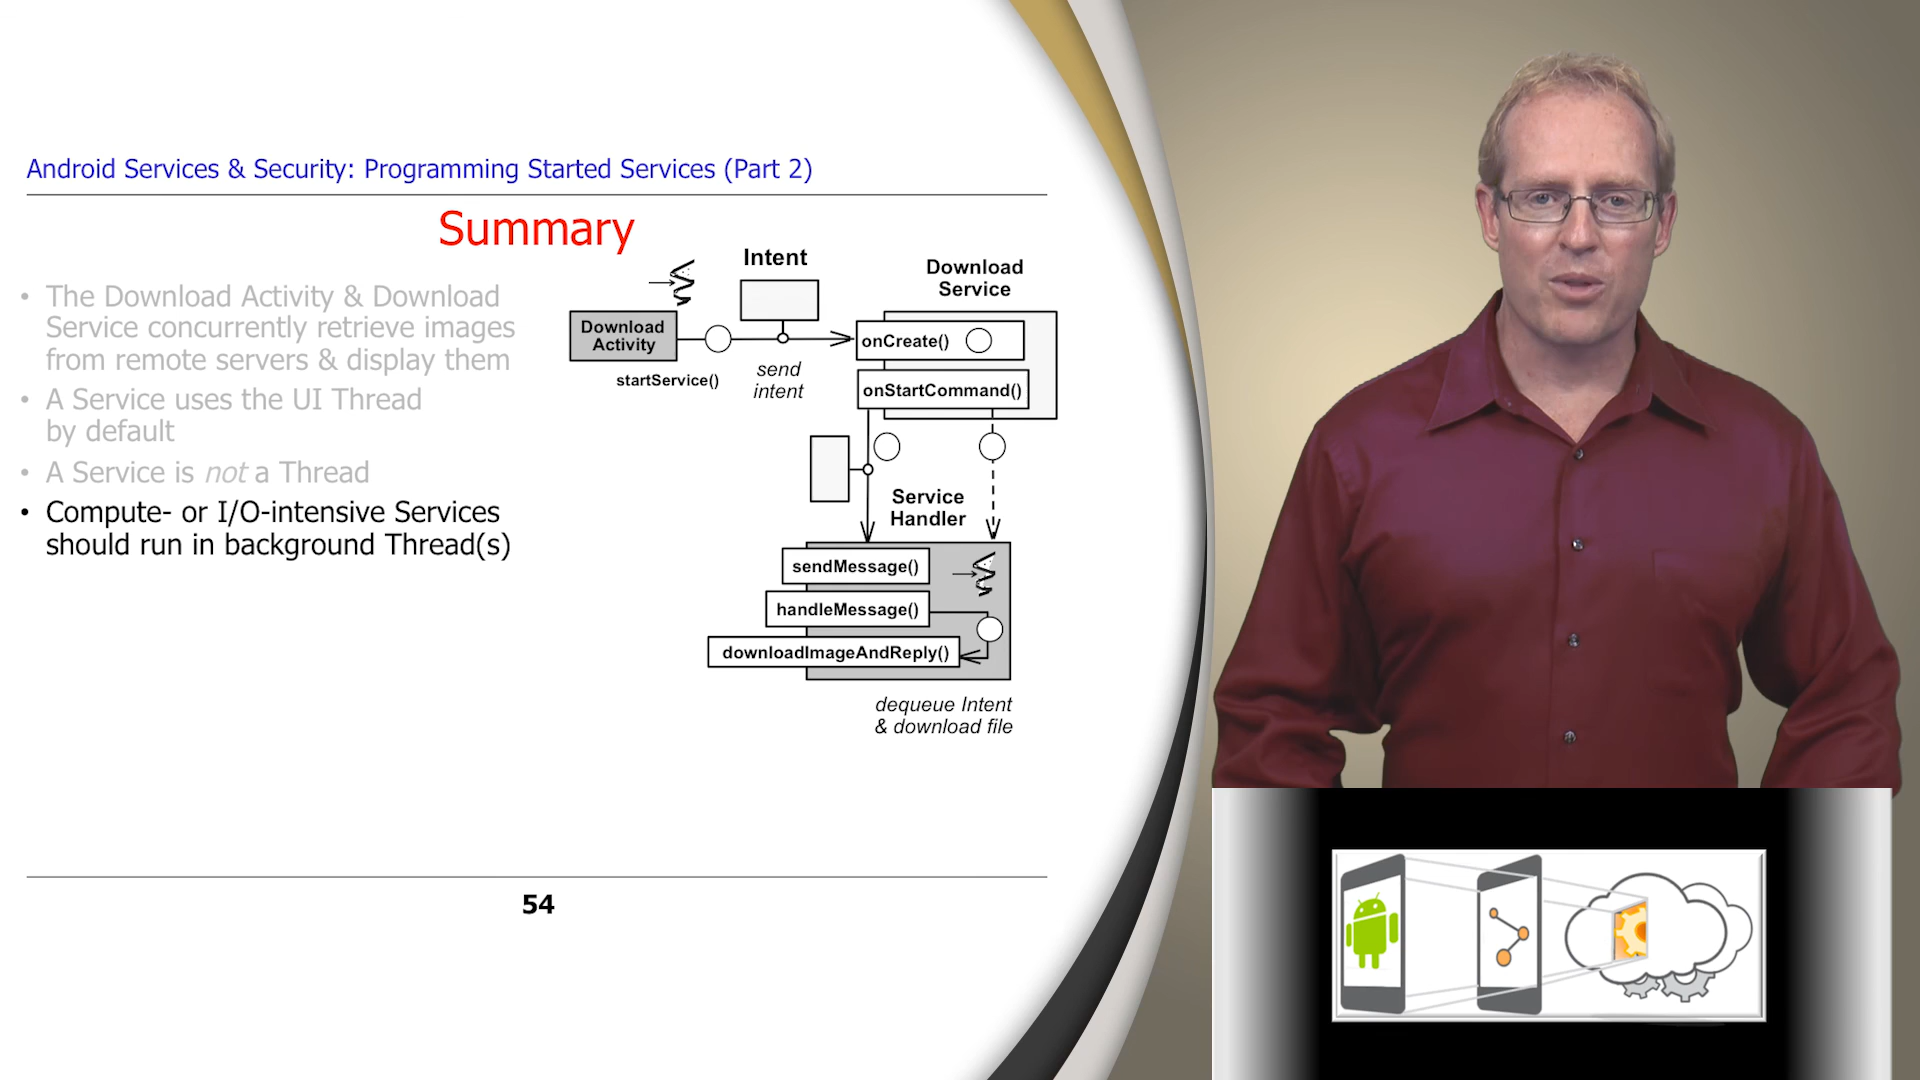 Android Services & Security: Programming Started Services (Part 2)
Summary
• The Download Activity & Download
Service concurrently retrieve images
from remote servers & display them
• A Service uses the UI Thread
by default
• A Service is not a Thread
• Compute- or I/O-intensive Services
should run in background Thread(s)
Intent
Download
Service
Download
Activity
onCreate()
startService()
send
intent
onStartCommand()
Service
Handler
sendMessage()
handleMessage()
downloadImageAndReply()
dequeue Intent
& download file
54